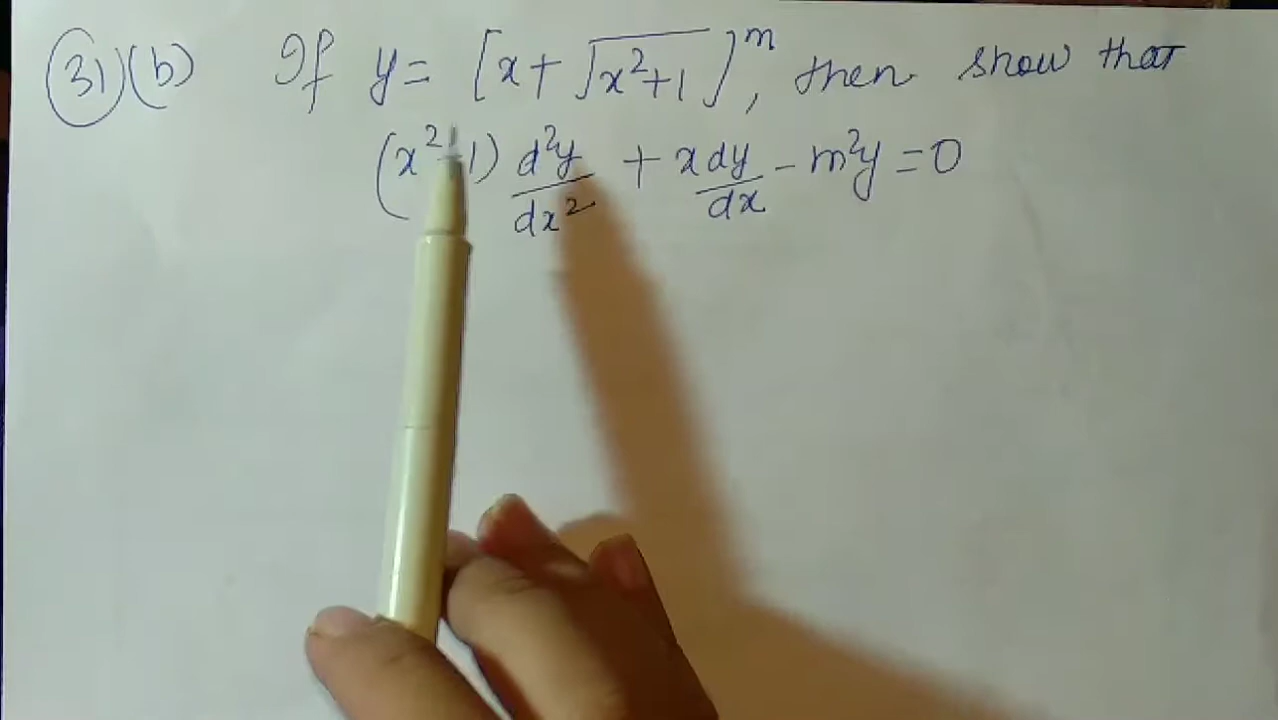 31)(b) If y = [x + √x²+1]ᵐ, then show that
(x²+1) d²y/dx² + x dy/dx - m²y = 0